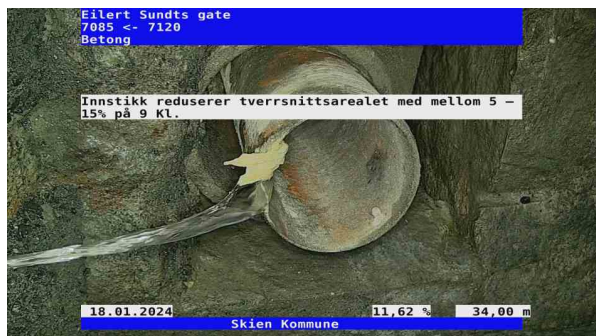 Eilert Sundts gate
7085 <- 7120
Betong
Innstikk reduserer tverrsnittsarealet med mellom 5 –
15% på 9 Kl.
18.01.2024 11,62 % 34,00 m
Skien Kommune